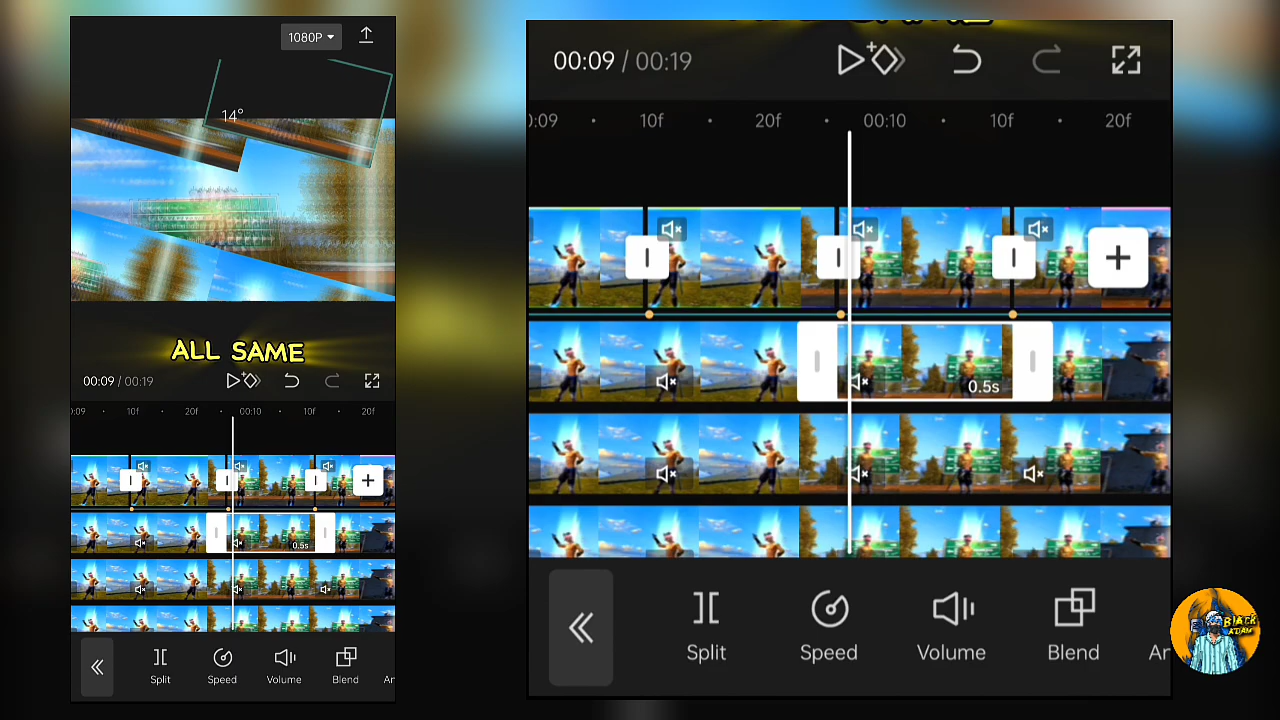 1080P
14°
ALL SAME
00:09 / 00:19
:09
10f
20f
00:10
10f
20f
0.5s
Split
Speed
Volume
Blend
Ar
00:09 / 00:19
:09
10f
20f
00:10
10f
20f
0.5s
Split
Speed
Volume
Blend
Ar
BLACK
ADAM